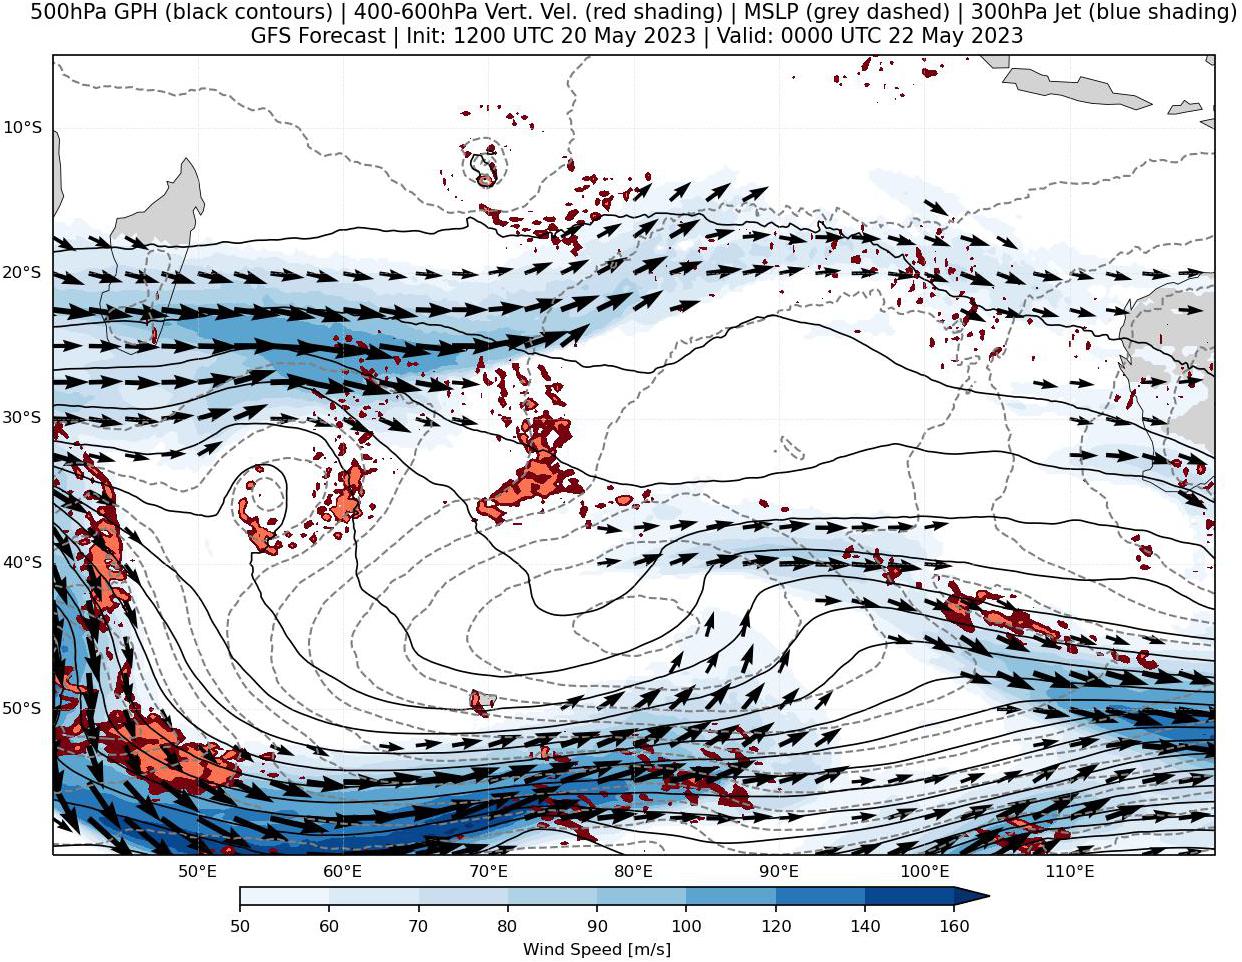 500hPa GPH (black contours) | 400-600hPa Vert. Vel. (red shading) | MSLP (grey dashed) | 300hPa Jet (blue shading)
GFS Forecast | Init: 1200 UTC 20 May 2023 | Valid: 0000 UTC 22 May 2023
10°S
20°S
30°S
40°S
50°S
50°E 60°E 70°E 80°E 90°E 100°E 110°E
50 60 70 80 90 100 120 140 160
Wind Speed [m/s]